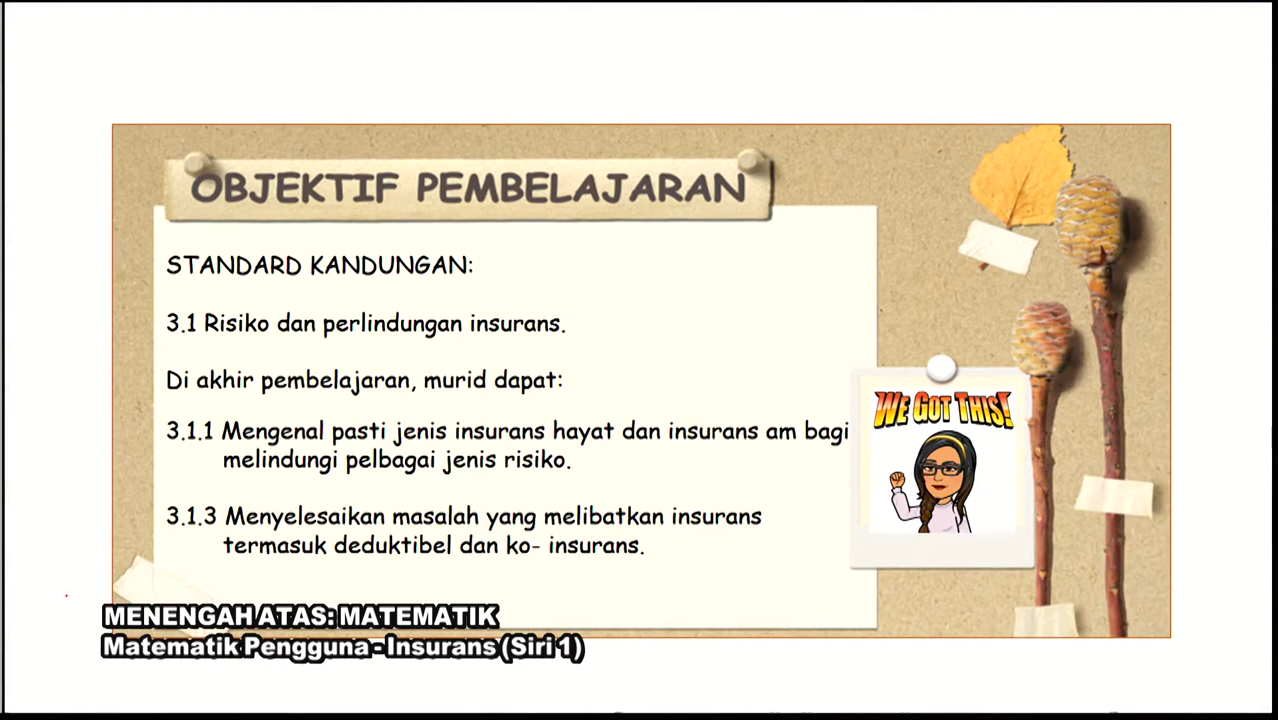 OBJEKTIF PEMBELAJARAN
STANDARD KANDUNGAN:
3.1 Risiko dan perlindungan insurans.
Di akhir pembelajaran, murid dapat:
3.1.1 Mengenal pasti jenis insurans hayat dan insurans am bagi
melindungi pelbagai jenis risiko.
3.1.3 Menyelesaikan masalah yang melibatkan insurans
termasuk deduktibel dan ko- insurans.
WE GOT THIS!
MENENGAH ATAS: MATEMATIK
Matematik Pengguna - Insurans (Siri 1)